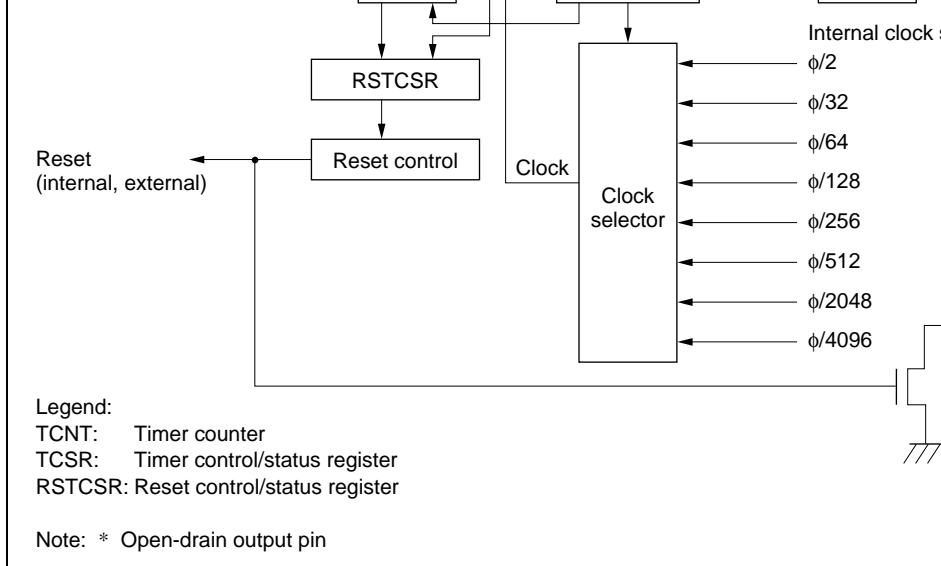 Internal clock
φ/2
RSTCSR
φ/32
φ/64
Reset
(internal, external)
Reset control
Clock
φ/128
Clock
selector
φ/256
φ/512
φ/2048
φ/4096
Legend:
TCNT: Timer counter
TCSR: Timer control/status register
RSTCSR: Reset control/status register
Note: * Open-drain output pin